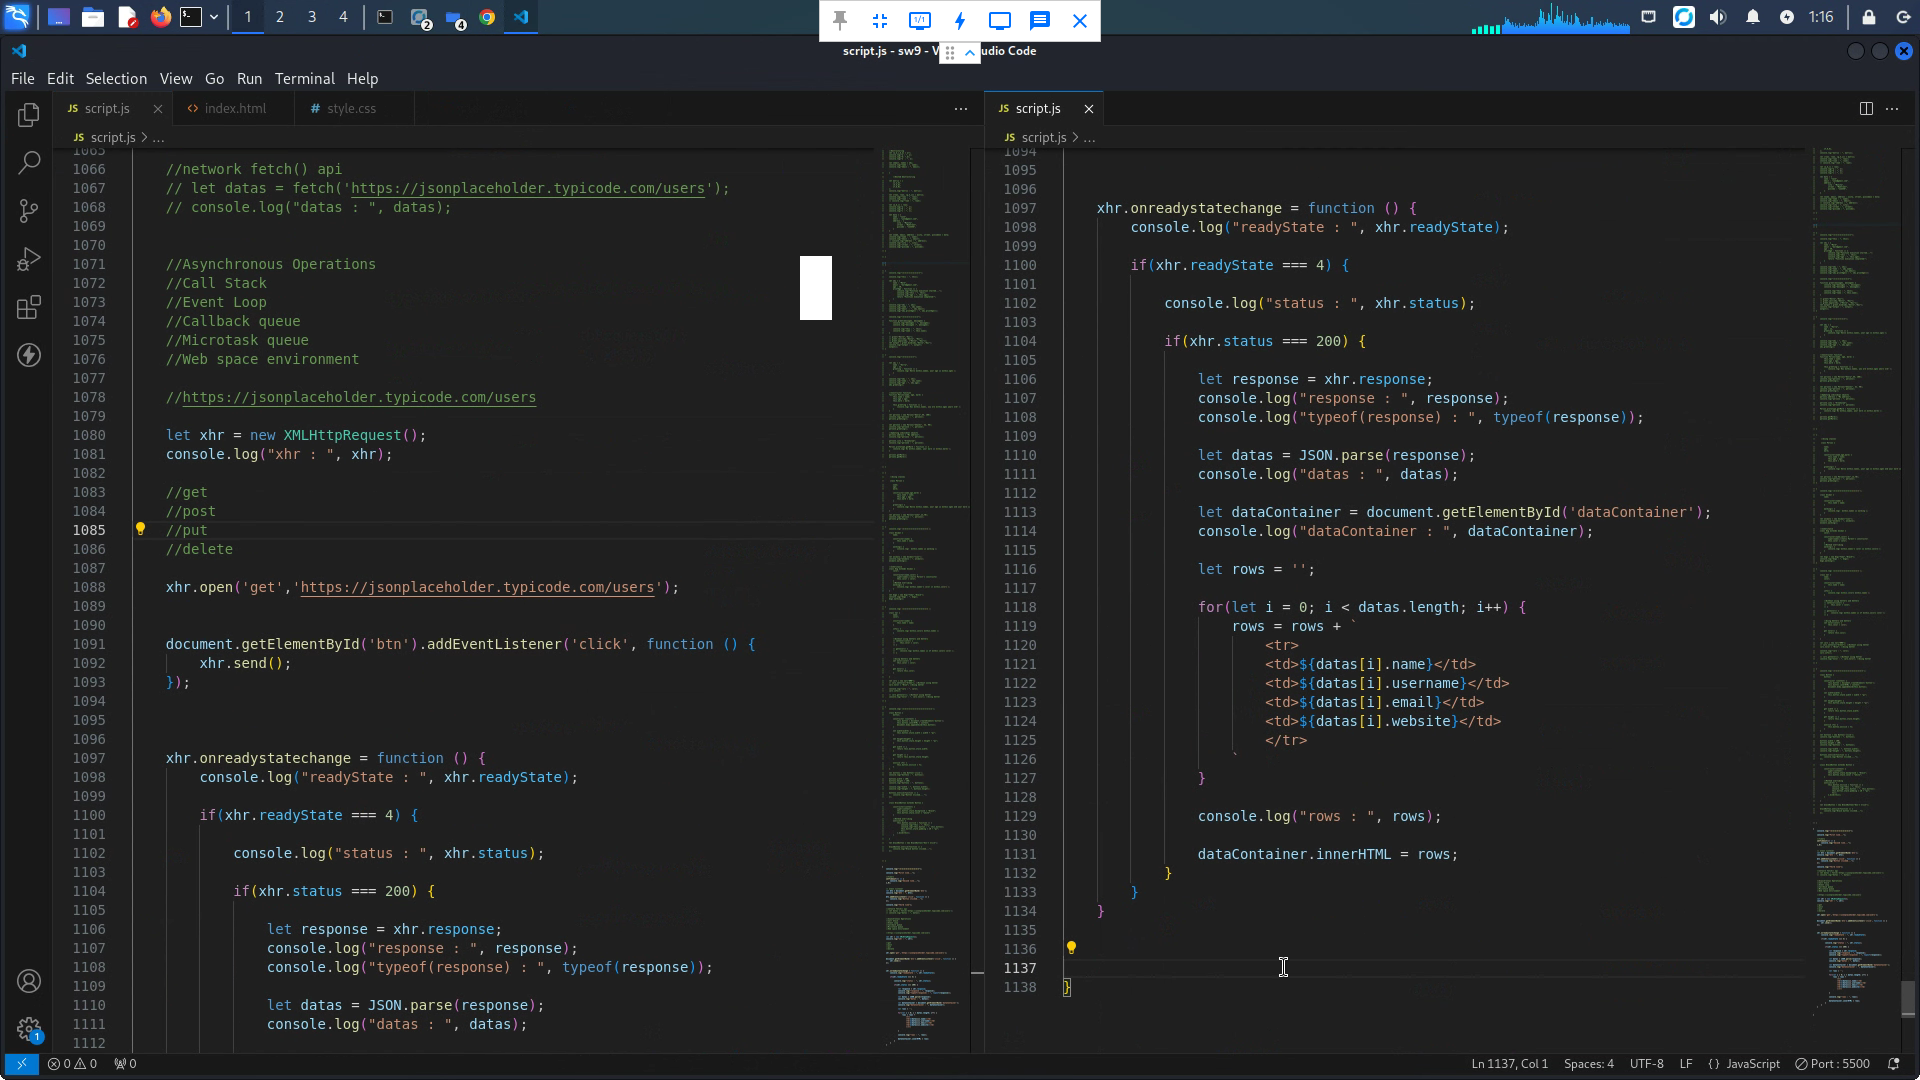 1
2
3
4
2
4
1/1
1:16
script.js - sw9 - V
udio Code
File Edit Selection View Go Run Terminal Help
JS script.js
<> index.html
# style.css
...
JS script.js > ...
1065
1066 //network fetch() api
1067 // let datas = fetch('https://jsonplaceholder.typicode.com/users');
1068 // console.log("datas : ", datas);
1069
1070
1071 //Asynchronous Operations
1072 //Call Stack
1073 //Event Loop
1074 //Callback queue
1075 //Microtask queue
1076 //Web space environment
1077
1078 //https://jsonplaceholder.typicode.com/users
1079
1080 let xhr = new XMLHttpRequest();
1081 console.log("xhr : ", xhr);
1082
1083 //get
1084 //post
1085 //put
1086 //delete
1087
1088 xhr.open('get','https://jsonplaceholder.typicode.com/users');
1089
1090
1091 document.getElementById('btn').addEventListener('click', function () {
1092 xhr.send();
1093 });
1094
1095
1096
1097 xhr.onreadystatechange = function () {
1098 console.log("readyState : ", xhr.readyState);
1099
1100 if(xhr.readyState === 4) {
1101
1102 console.log("status : ", xhr.status);
1103
1104 if(xhr.status === 200) {
1105
1106 let response = xhr.response;
1107 console.log("response : ", response);
1108 console.log("typeof(response) : ", typeof(response));
1109
1110 let datas = JSON.parse(response);
1111 console.log("datas : ", datas);
1112
JS script.js
...
JS script.js > ...
1094
1095
1096
1097 xhr.onreadystatechange = function () {
1098 console.log("readyState : ", xhr.readyState);
1099
1100 if(xhr.readyState === 4) {
1101
1102 console.log("status : ", xhr.status);
1103
1104 if(xhr.status === 200) {
1105
1106 let response = xhr.response;
1107 console.log("response : ", response);
1108 console.log("typeof(response) : ", typeof(response));
1109
1110 let datas = JSON.parse(response);
1111 console.log("datas : ", datas);
1112
1113 let dataContainer = document.getElementById('dataContainer');
1114 console.log("dataContainer : ", dataContainer);
1115
1116 let rows = '';
1117
1118 for(let i = 0; i < datas.length; i++) {
1119 rows = rows + `
1120 <tr>
1121 <td>${datas[i].name}</td>
1122 <td>${datas[i].username}</td>
1123 <td>${datas[i].email}</td>
1124 <td>${datas[i].website}</td>
1125 </tr>
1126 `
1127 }
1128
1129 console.log("rows : ", rows);
1130
1131 dataContainer.innerHTML = rows;
1132 }
1133 }
1134 }
1135
1136
1137
1138 }
1
0 0
0
Ln 1137, Col 1
Spaces: 4
UTF-8
LF
{} JavaScript
Port : 5500